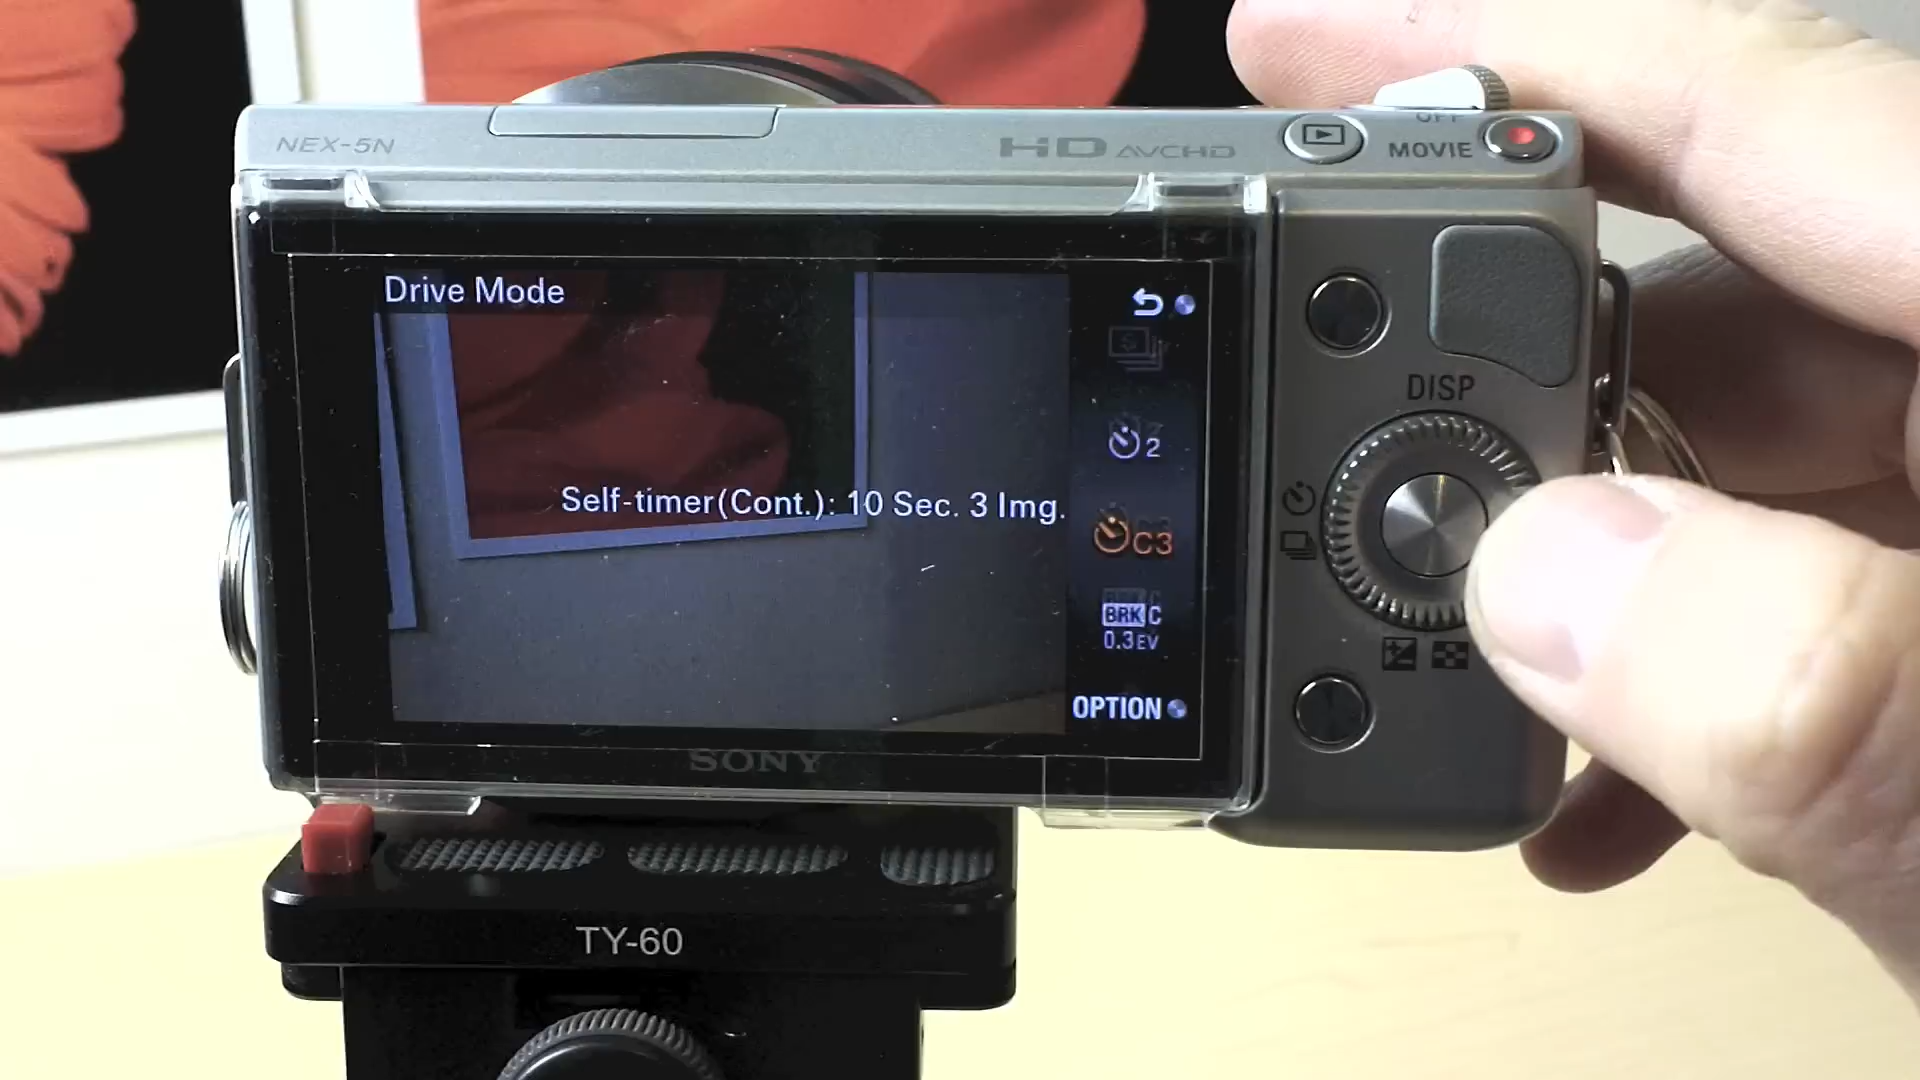 NEX-5N
HD AVCHD
OFF
MOVIE
Drive Mode
S
2
Self-timer(Cont.): 10 Sec. 3 Img.
C3
BRK C
0.3EV
OPTION
DISP
SONY
TY-60